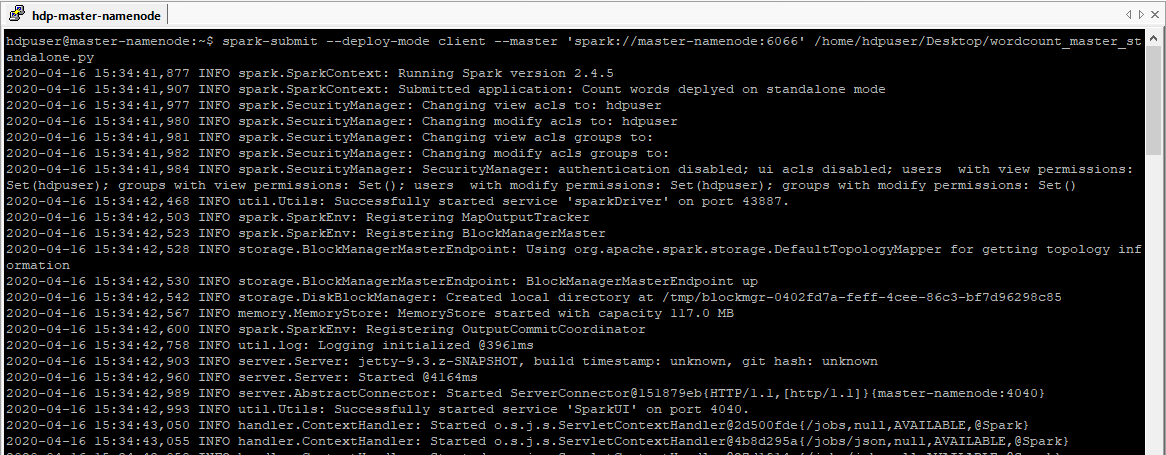 hdp-master-namenode
hdpuser@master-namenode:~$ spark-submit --deploy-mode client --master 'spark://master-namenode:6066' /home/hdpuser/Desktop/wordcount_master_st
andalone.py
2020-04-16 15:34:41,877 INFO spark.SparkContext: Running Spark version 2.4.5
2020-04-16 15:34:41,907 INFO spark.SparkContext: Submitted application: Count words deplyed on standalone mode
2020-04-16 15:34:41,977 INFO spark.SecurityManager: Changing view acls to: hdpuser
2020-04-16 15:34:41,980 INFO spark.SecurityManager: Changing modify acls to: hdpuser
2020-04-16 15:34:41,981 INFO spark.SecurityManager: Changing view acls groups to:
2020-04-16 15:34:41,982 INFO spark.SecurityManager: Changing modify acls groups to:
2020-04-16 15:34:41,984 INFO spark.SecurityManager: SecurityManager: authentication disabled; ui acls disabled; users  with view permissions:
Set(hdpuser); groups with view permissions: Set(); users  with modify permissions: Set(hdpuser); groups with modify permissions: Set()
2020-04-16 15:34:42,468 INFO util.Utils: Successfully started service 'sparkDriver' on port 43887.
2020-04-16 15:34:42,503 INFO spark.SparkEnv: Registering MapOutputTracker
2020-04-16 15:34:42,523 INFO spark.SparkEnv: Registering BlockManagerMaster
2020-04-16 15:34:42,528 INFO storage.BlockManagerMasterEndpoint: Using org.apache.spark.storage.DefaultTopologyMapper for getting topology inf
ormation
2020-04-16 15:34:42,530 INFO storage.BlockManagerMasterEndpoint: BlockManagerMasterEndpoint up
2020-04-16 15:34:42,542 INFO storage.DiskBlockManager: Created local directory at /tmp/blockmgr-0402fd7a-feff-4cee-86c3-bf7d96298c85
2020-04-16 15:34:42,567 INFO memory.MemoryStore: MemoryStore started with capacity 117.0 MB
2020-04-16 15:34:42,600 INFO spark.SparkEnv: Registering OutputCommitCoordinator
2020-04-16 15:34:42,758 INFO util.log: Logging initialized @3961ms
2020-04-16 15:34:42,903 INFO server.Server: jetty-9.3.z-SNAPSHOT, build timestamp: unknown, git hash: unknown
2020-04-16 15:34:42,960 INFO server.Server: Started @4164ms
2020-04-16 15:34:42,989 INFO server.AbstractConnector: Started ServerConnector@151879eb{HTTP/1.1,[http/1.1]}{master-namenode:4040}
2020-04-16 15:34:42,993 INFO util.Utils: Successfully started service 'SparkUI' on port 4040.
2020-04-16 15:34:43,050 INFO handler.ContextHandler: Started o.s.j.s.ServletContextHandler@2d500fde{/jobs,null,AVAILABLE,@Spark}
2020-04-16 15:34:43,055 INFO handler.ContextHandler: Started o.s.j.s.ServletContextHandler@4b8d295a{/jobs/json,null,AVAILABLE,@Spark}